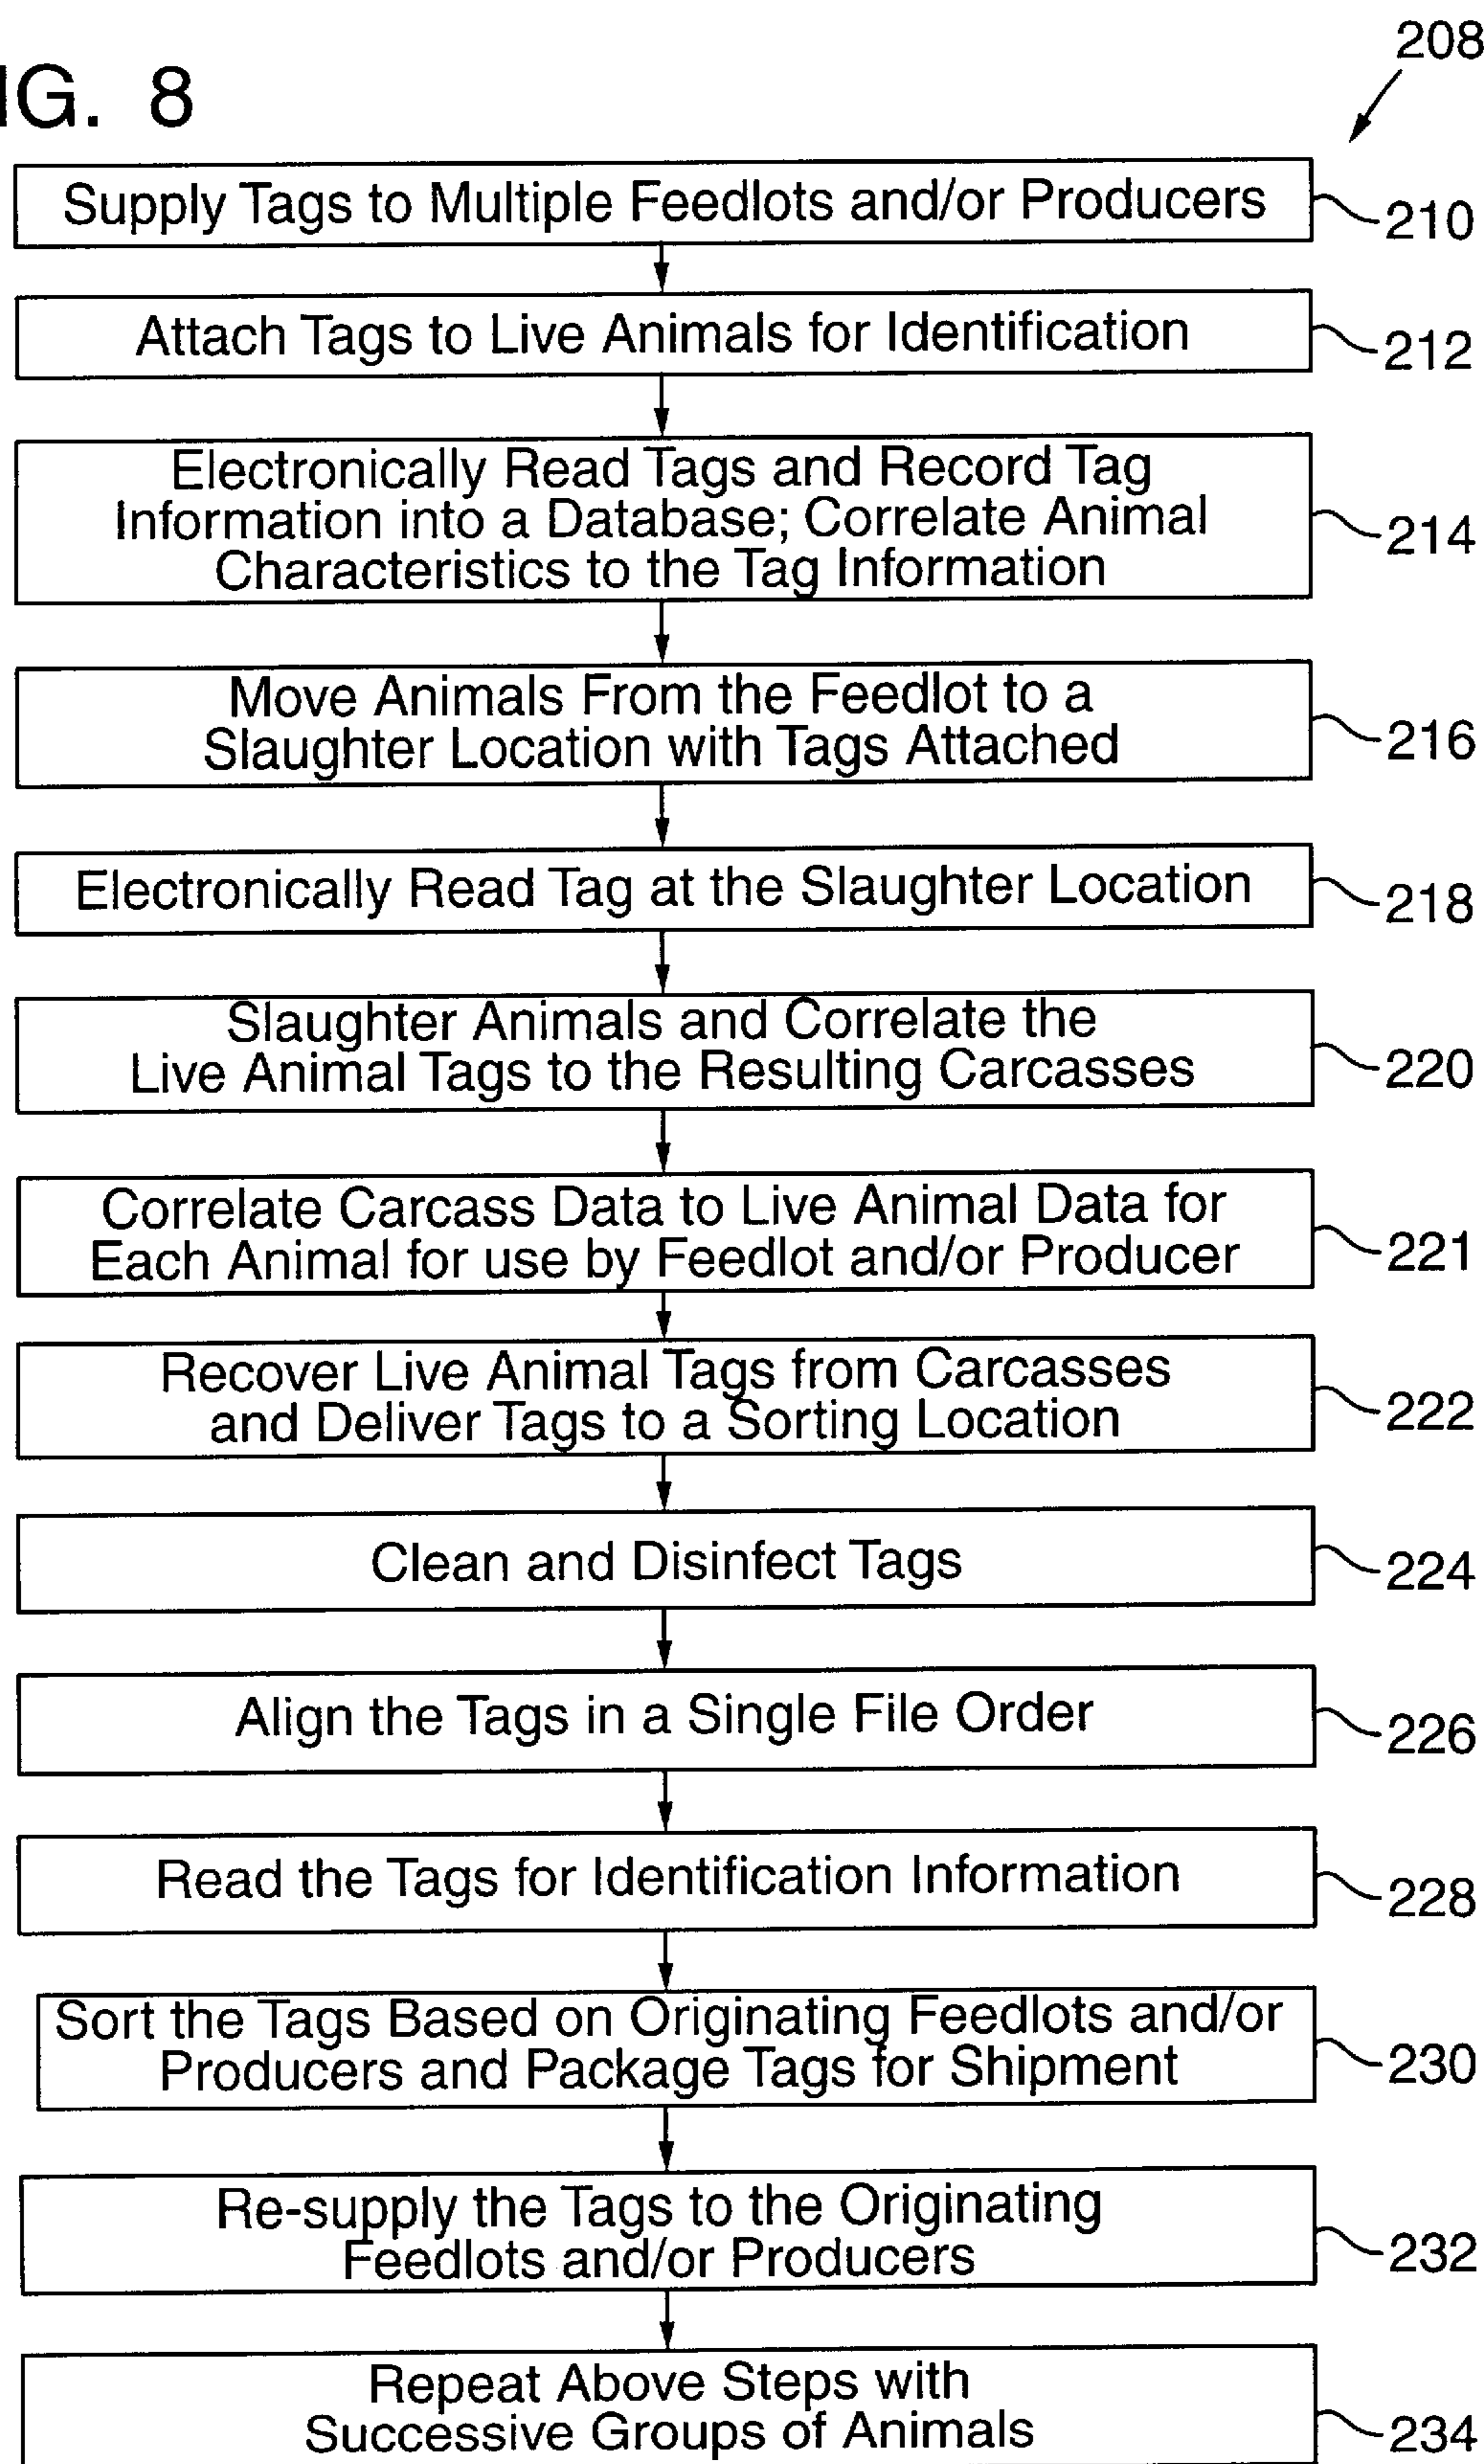 208
IG. 8
Supply Tags to Multiple Feedlots and/or Producers
210
Attach Tags to Live Animals for Identification
212
Electronically Read Tags and Record Tag
Information into a Database; Correlate Animal
Characteristics to the Tag Information
214
Move Animals From the Feedlot to a
Slaughter Location with Tags Attached
216
Electronically Read Tag at the Slaughter Location
218
Slaughter Animals and Correlate the
Live Animal Tags to the Resulting Carcasses
220
Correlate Carcass Data to Live Animal Data for
Each Animal for use by Feedlot and/or Producer
221
Recover Live Animal Tags from Carcasses
and Deliver Tags to a Sorting Location
222
Clean and Disinfect Tags
224
Align the Tags in a Single File Order
226
Read the Tags for Identification Information
228
Sort the Tags Based on Originating Feedlots and/or
Producers and Package Tags for Shipment
230
Re-supply the Tags to the Originating
Feedlots and/or Producers
232
Repeat Above Steps with
Successive Groups of Animals
234